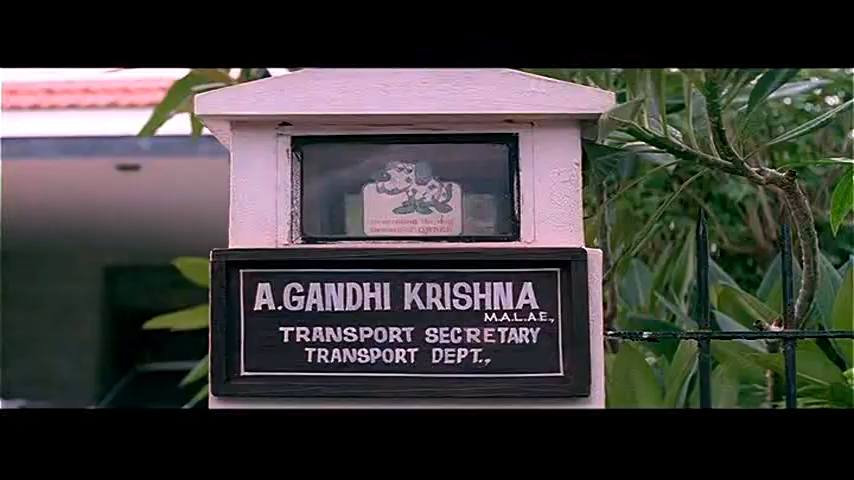 A.GANDHI KRISHNA
M.A.L.A.E.,
TRANSPORT SECRETARY
TRANSPORT DEPT.,